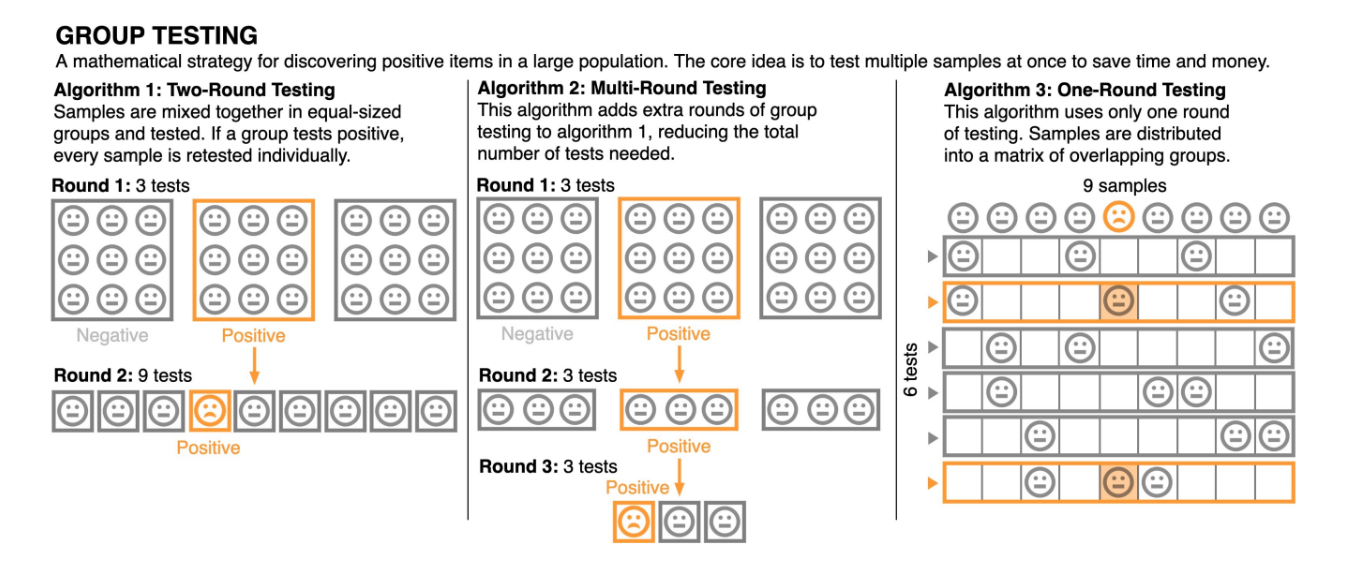 GROUP TESTING
A mathematical strategy for discovering positive items in a large population. The core idea is to test multiple samples at once to save time and money.
Algorithm 1: Two-Round Testing
Samples are mixed together in equal-sized
groups and tested. If a group tests positive,
every sample is retested individually.
Round 1: 3 tests
Negative
Positive
Round 2: 9 tests
Positive
Algorithm 2: Multi-Round Testing
This algorithm adds extra rounds of group
testing to algorithm 1, reducing the total
number of tests needed.
Round 1: 3 tests
Negative
Positive
Round 2: 3 tests
Positive
Round 3: 3 tests
Positive
Algorithm 3: One-Round Testing
This algorithm uses only one round
of testing. Samples are distributed
into a matrix of overlapping groups.
9 samples
6 tests